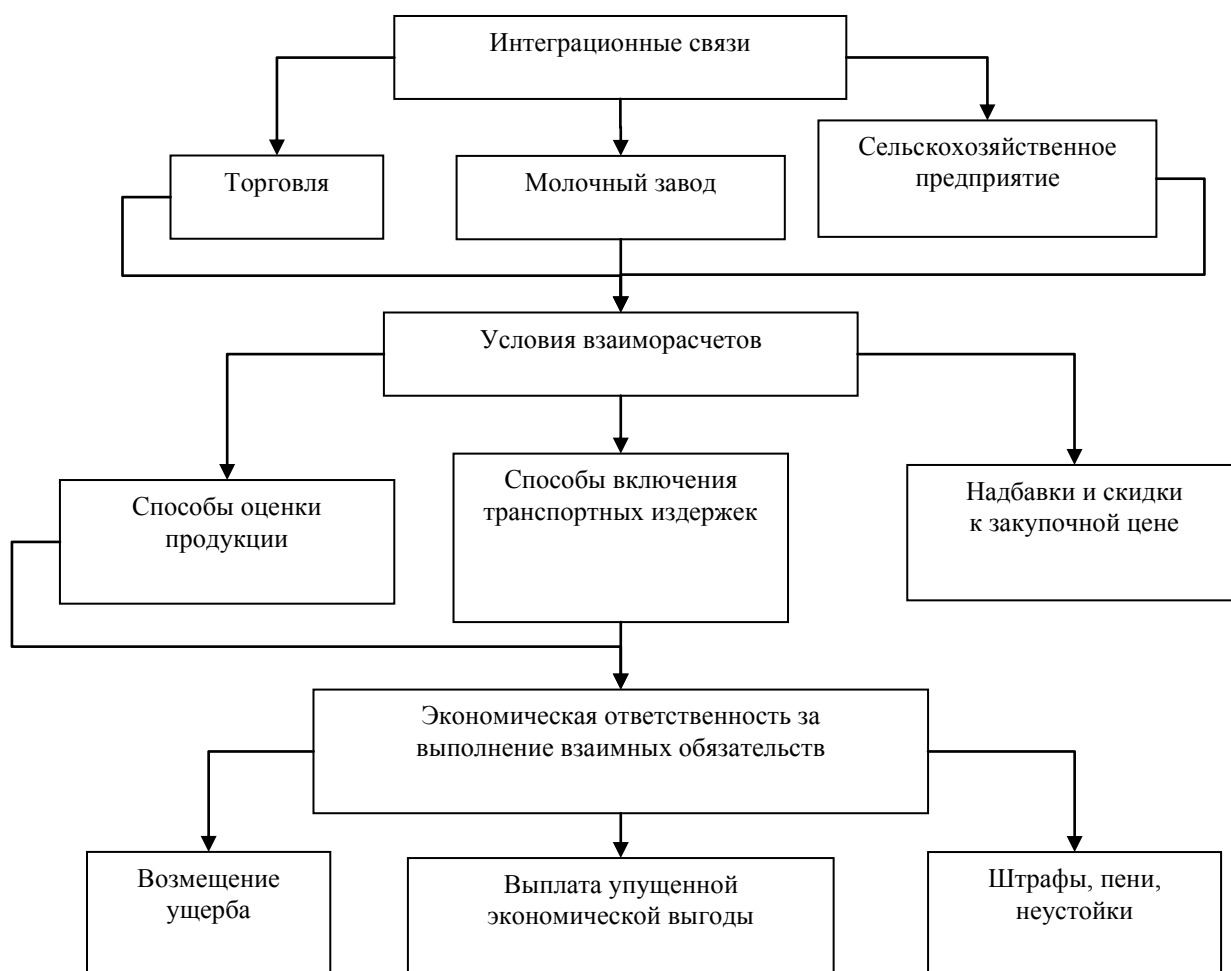 Интеграционные связи
Торговля
Молочный завод
Сельскохозяйственное
предприятие
Условия взаиморасчетов
Способы оценки
продукции
Способы включения
транспортных издержек
Надбавки и скидки
к закупочной цене
Экономическая ответственность за
выполнение взаимных обязательств
Возмещение
ущерба
Выплата упущенной
экономической выгоды
Штрафы, пени,
неустойки